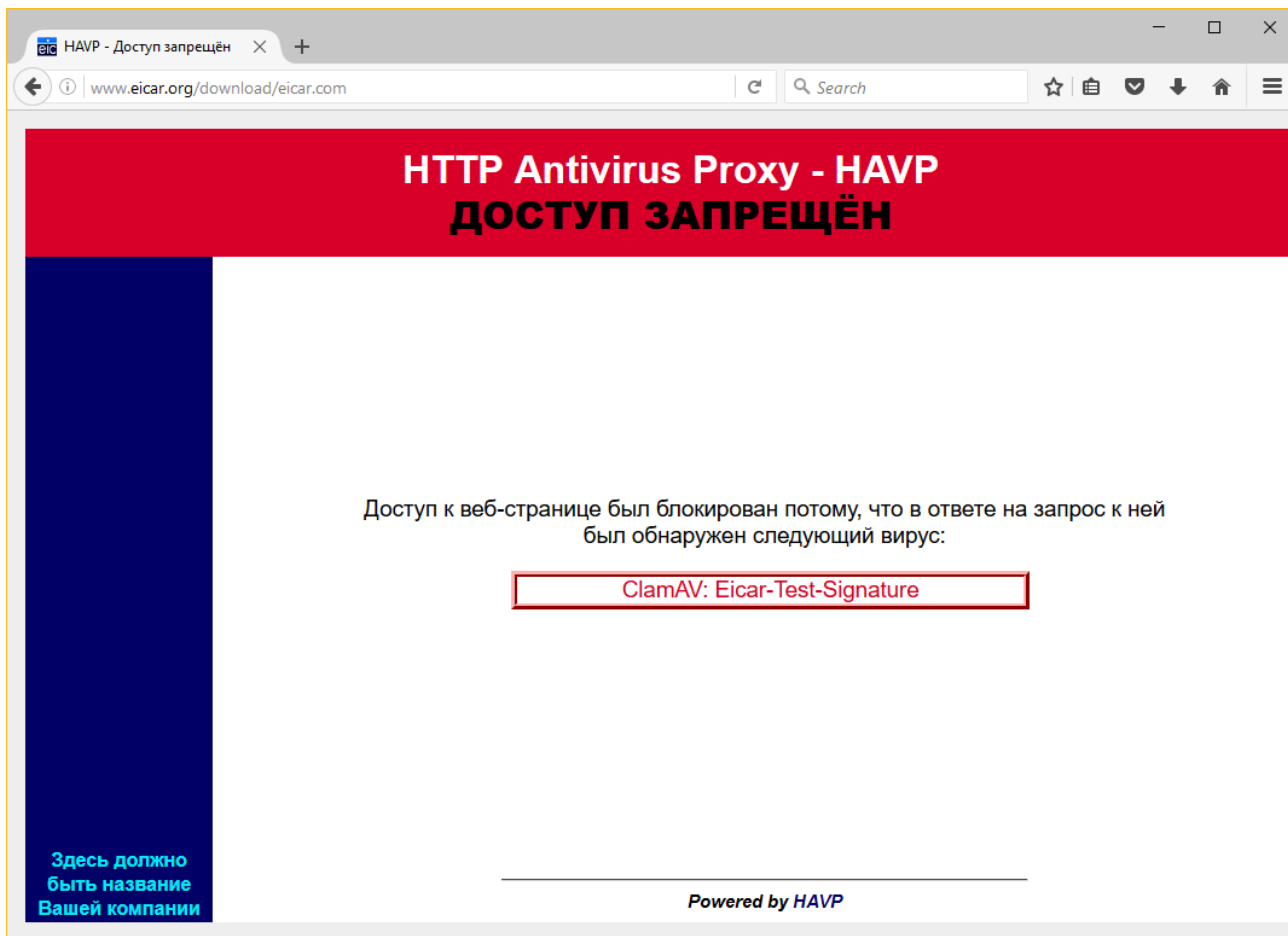 eic HAVP - Доступ запрещён
www.eicar.org/download/eicar.com Search
HTTP Antivirus Proxy - HAVP
ДОСТУП ЗАПРЕЩЁН
Доступ к веб-странице был блокирован потому, что в ответе на запрос к ней
был обнаружен следующий вирус:
ClamAV: Eicar-Test-Signature
Здесь должно
быть название
Вашей компании
Powered by HAVP